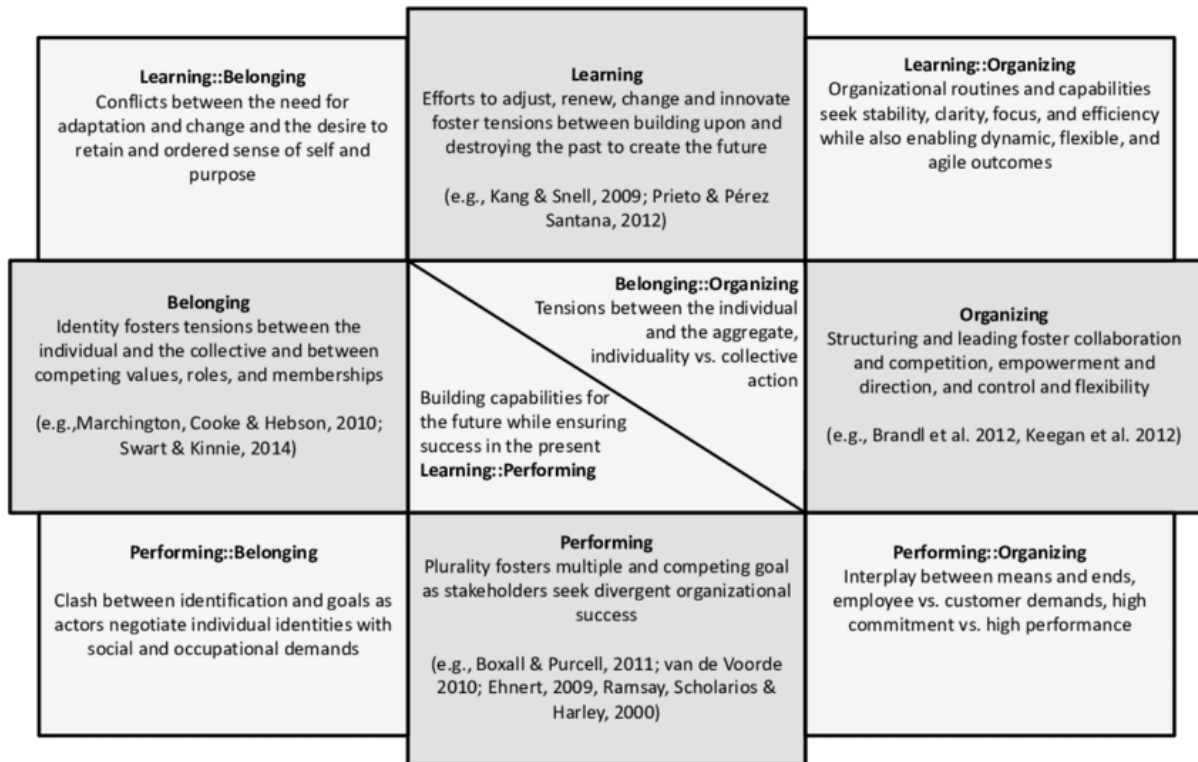 Learning::Belonging
Conflicts between the need for
adaptation and change and the desire to
retain and ordered sense of self and
purpose
Learning
Efforts to adjust, renew, change and innovate
foster tensions between building upon and
destroying the past to create the future
(e.g., Kang & Snell, 2009; Prieto & Pérez
Santana, 2012)
Learning::Organizing
Organizational routines and capabilities
seek stability, clarity, focus, and efficiency
while also enabling dynamic, flexible, and
agile outcomes
Belonging
Identity fosters tensions between the
individual and the collective and between
competing values, roles, and memberships
(e.g.,Marchington, Cooke & Hebson, 2010;
Swart & Kinnie, 2014)
Belonging::Organizing
Tensions between the individual
and the aggregate,
individuality vs. collective
action
Building capabilities for
the future while ensuring
success in the present
Learning::Performing
Organizing
Structuring and leading foster collaboration
and competition, empowerment and
direction, and control and flexibility
(e.g., Brandl et al. 2012, Keegan et al. 2012)
Performing::Belonging
Clash between identification and goals as
actors negotiate individual identities with
social and occupational demands
Performing
Plurality fosters multiple and competing goal
as stakeholders seek divergent organizational
success
(e.g., Boxall & Purcell, 2011; van de Voorde
2010; Ehnert, 2009, Ramsay, Scholarios &
Harley, 2000)
Performing::Organizing
Interplay between means and ends,
employee vs. customer demands, high
commitment vs. high performance